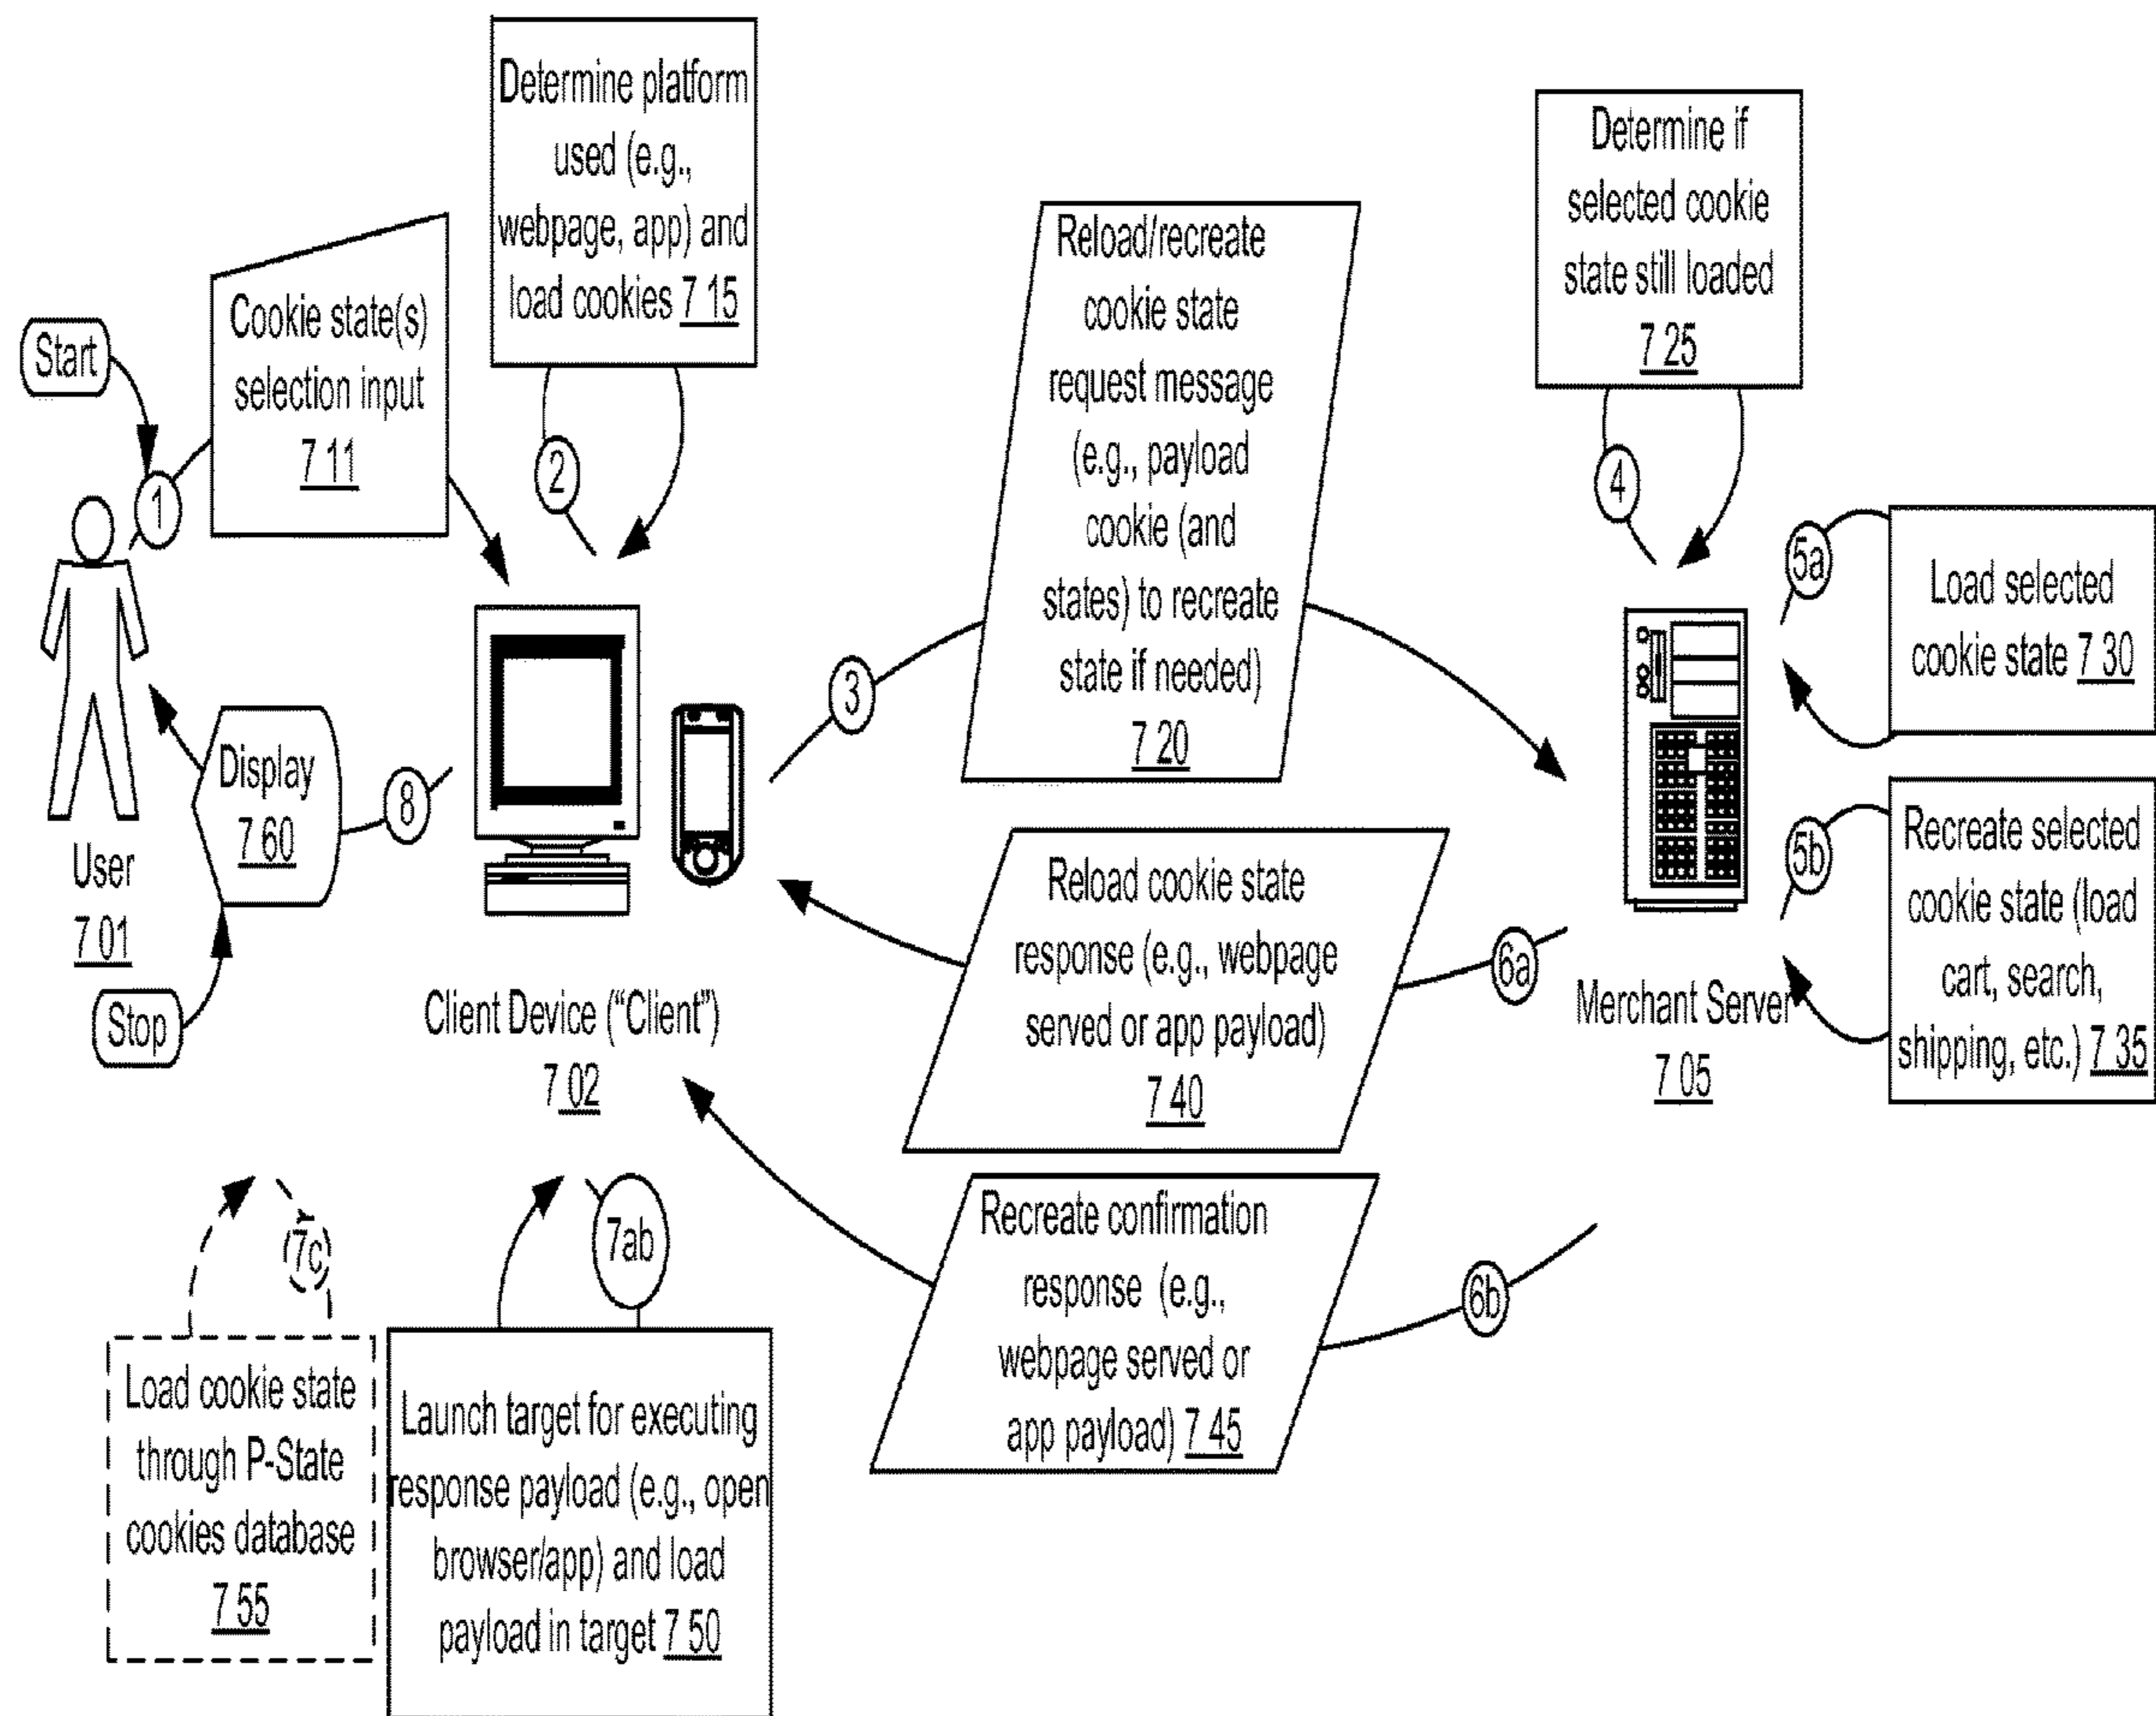 Start
1
Cookie state(s)
selection input
7 11
Determine platform
used (e.g.,
webpage, app) and
load cookies 7 15
2
Reload/recreate
cookie state
request message
(e.g., payload
cookie (and
states) to recreate
state if needed)
7 20
3
Determine if
selected cookie
state still loaded
7 25
4
5a
Load selected
cookie state 7 30
5b
Recreate selected
cookie state (load
cart, search,
shipping, etc.) 7 35
Merchant Server
7 05
User
7 01
Display
7 60
8
Stop
Client Device ("Client")
7 02
Reload cookie state
response (e.g., webpage
served or app payload)
7 40
6a
Recreate confirmation
response (e.g.,
webpage served or
app payload) 7 45
6b
7c
Load cookie state
through P-State
cookies database
7 55
7ab
Launch target for executing
response payload (e.g., open
browser/app) and load
payload in target 7 50